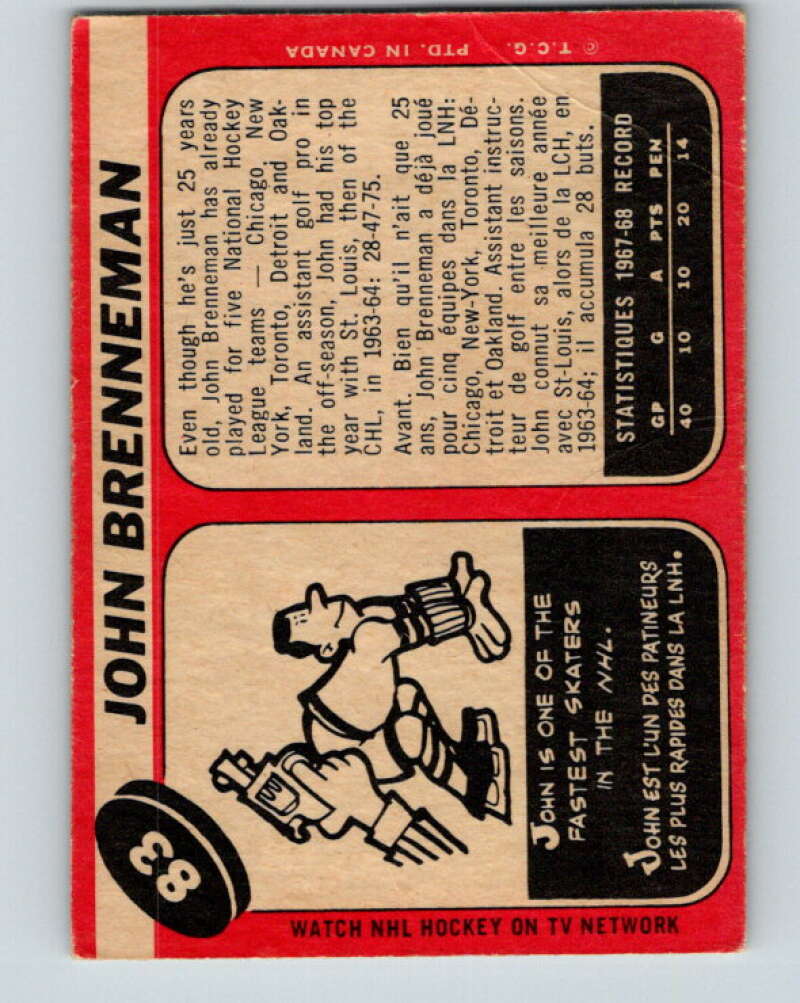 83
JOHN BRENNEMAN
JOHN IS ONE OF THE
FASTEST SKATERS
IN THE NHL.
JOHN EST L'UN DES PATINEURS
LES PLUS RAPIDES DANS LA LNH.
WATCH NHL HOCKEY ON TV NETWORK
Even though he's just 25 years
old, John Brenneman has already
played for five National Hockey
League teams — Chicago, New
York, Toronto, Detroit and Oak-
land. An assistant golf pro in
the off-season, John had his top
year with St. Louis, then of the
CHL, in 1963-64: 28-47-75.
Avant. Bien qu'il n'ait que 25
ans, John Brenneman a déjà joué
pour cinq équipes dans la LNH:
Chicago, New-York, Toronto, Dé-
troit et Oakland. Assistant instruc-
teur de golf entre les saisons.
John connut sa meilleure année
avec St-Louis, alors de la LCH, en
1963-64; il accumula 28 buts.
STATISTIQUES 1967-68 RECORD
GP G A PTS PEN
40 10 10 20 14
© T.C.G. PTD. IN CANADA